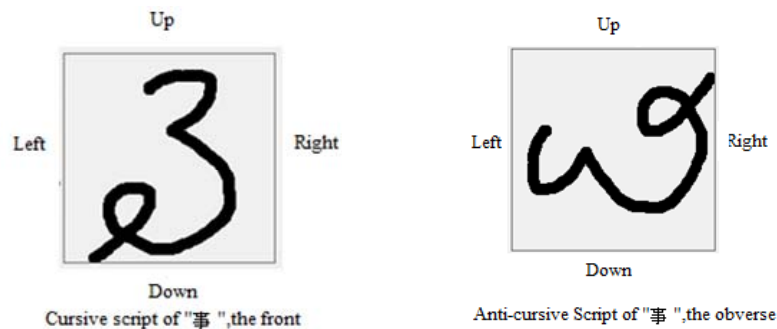 Up Up
Left 事 Right Left Right
Down Down
Cursive script of "事 ",the front Anti-cursive Script of "事 ",the obverse